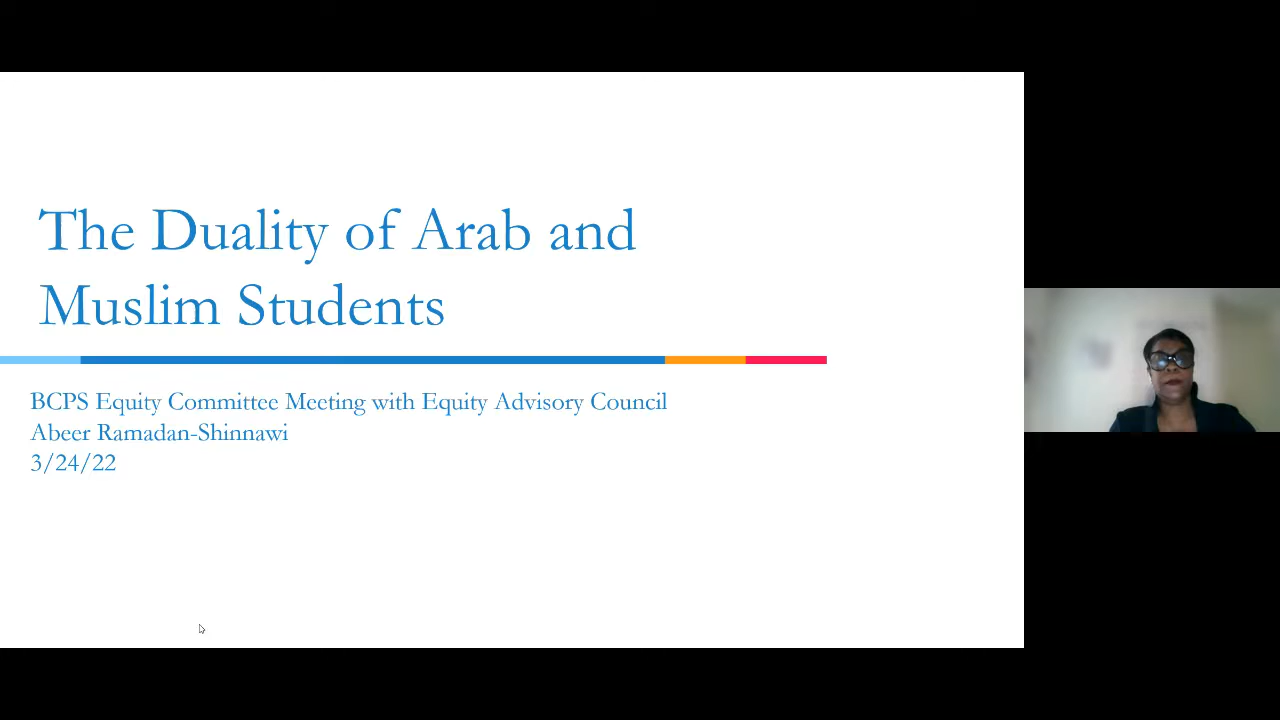 The Duality of Arab and
Muslim Students
BCPS Equity Committee Meeting with Equity Advisory Council
Abeer Ramadan-Shinnawi
3/24/22